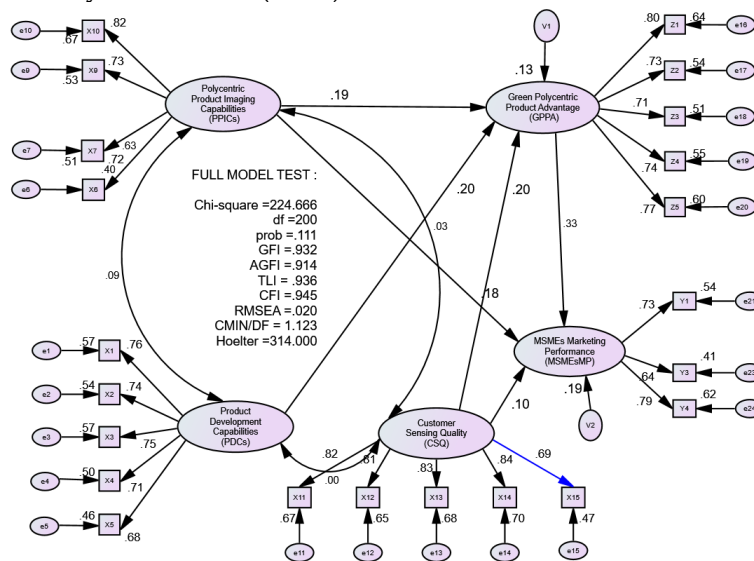 e10
.67
X10
.82
e9
.53
X9
.73
e7
.51
X7
.63
.72
e6
.40
X6
Polycentric
Product Imaging
Capabilities
(PPICs)
.19
V1
.13
Green Polycentric
Product Advantage
(GPPA)
.80
Z1
.64
e16
.73
Z2
.54
e17
.71
Z3
.51
e18
.74
Z4
.55
e19
.77
Z5
.60
e20
FULL MODEL TEST :
Chi-square =224.666
df =200
prob =.111
GFI =.932
AGFI =.914
TLI =.936
CFI =.945
RMSEA =.020
CMIN/DF = 1.123
Hoelter =314.000
.09
.03
.20
.20
.18
.33
.10
MSMEs Marketing
Performance
(MSMEsMP)
.19
V2
.73
Y1
.54
.64
Y3
.41
e23
.79
Y4
.62
e24
e1
.57
X1
.76
e2
.54
X2
.74
e3
.57
X3
.75
e4
.50
X4
.71
e5
.46
X5
.68
Product
Development
Capabilities
(PDCs)
.00
Customer
Sensing Quality
(CSQ)
.82
.81
.83
.84
.69
X11
X12
X13
X14
X15
.67
.65
.68
.70
.47
e11
e12
e13
e14
e15